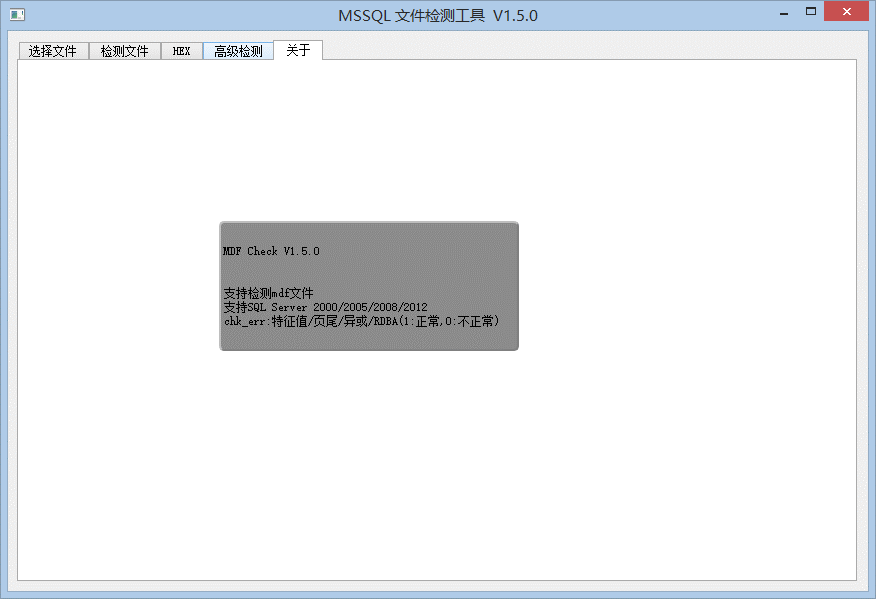 MSSQL 文件检测工具 V1.5.0
选择文件 检测文件 HEX 高级检测 关于
MDF Check V1.5.0
支持检测mdf文件
支持SQL Server 2000/2005/2008/2012
chk_err:特征值/页尾/异或/RDBA(1:正常,0:不正常)